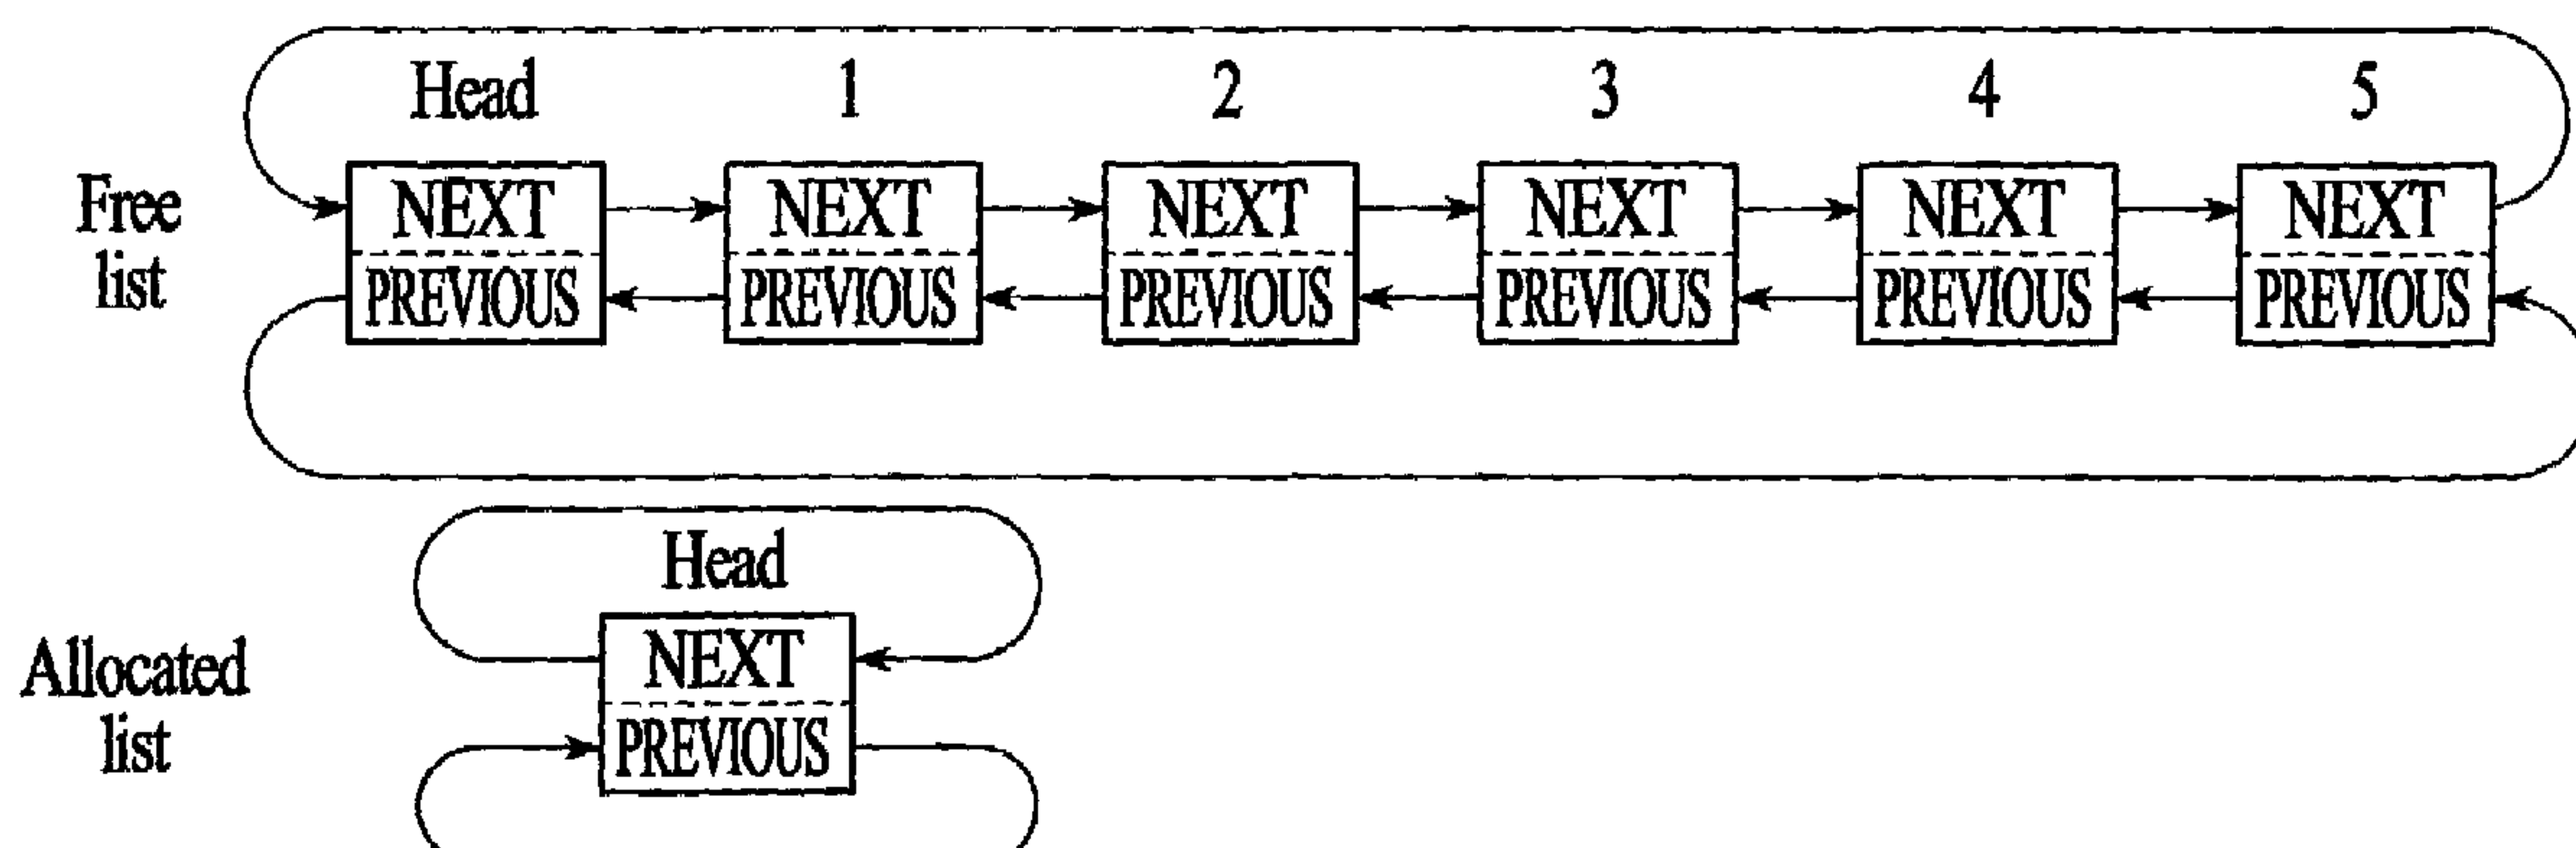 Head 1 2 3 4 5
Free
list
NEXT NEXT NEXT NEXT NEXT NEXT
PREVIOUS PREVIOUS PREVIOUS PREVIOUS PREVIOUS PREVIOUS
Head
Allocated
list
NEXT
PREVIOUS